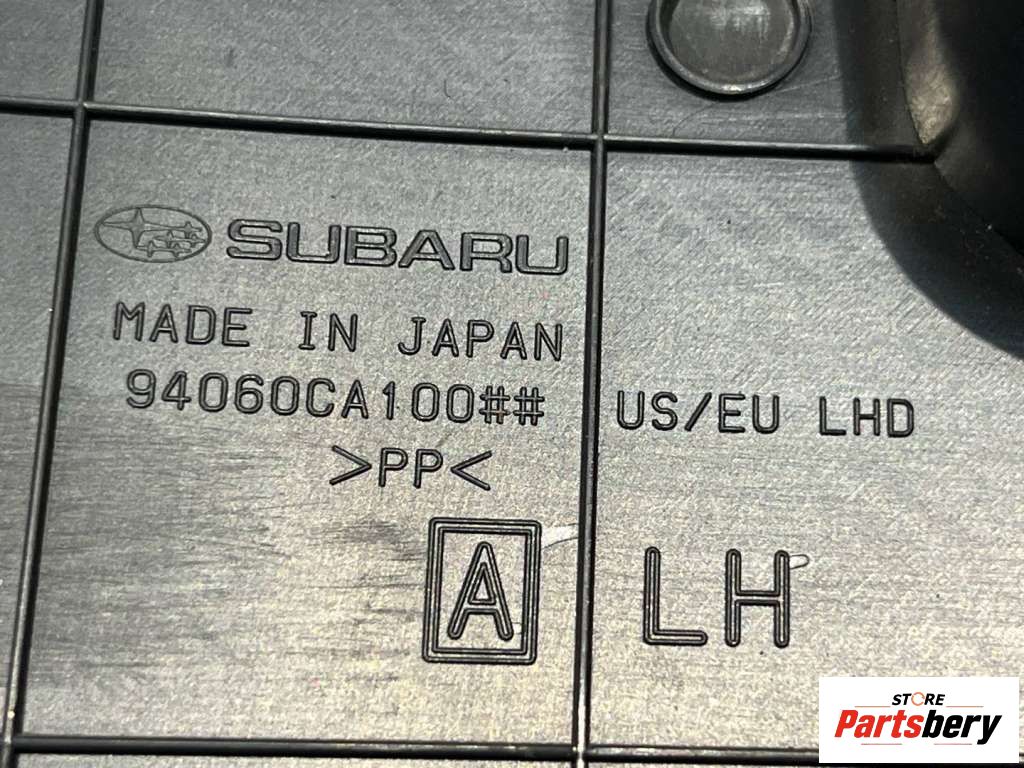 SUBARU
MADE IN JAPAN
94060CA100## US/EU LHD
>PP<
A LH
STORE
Partsbery